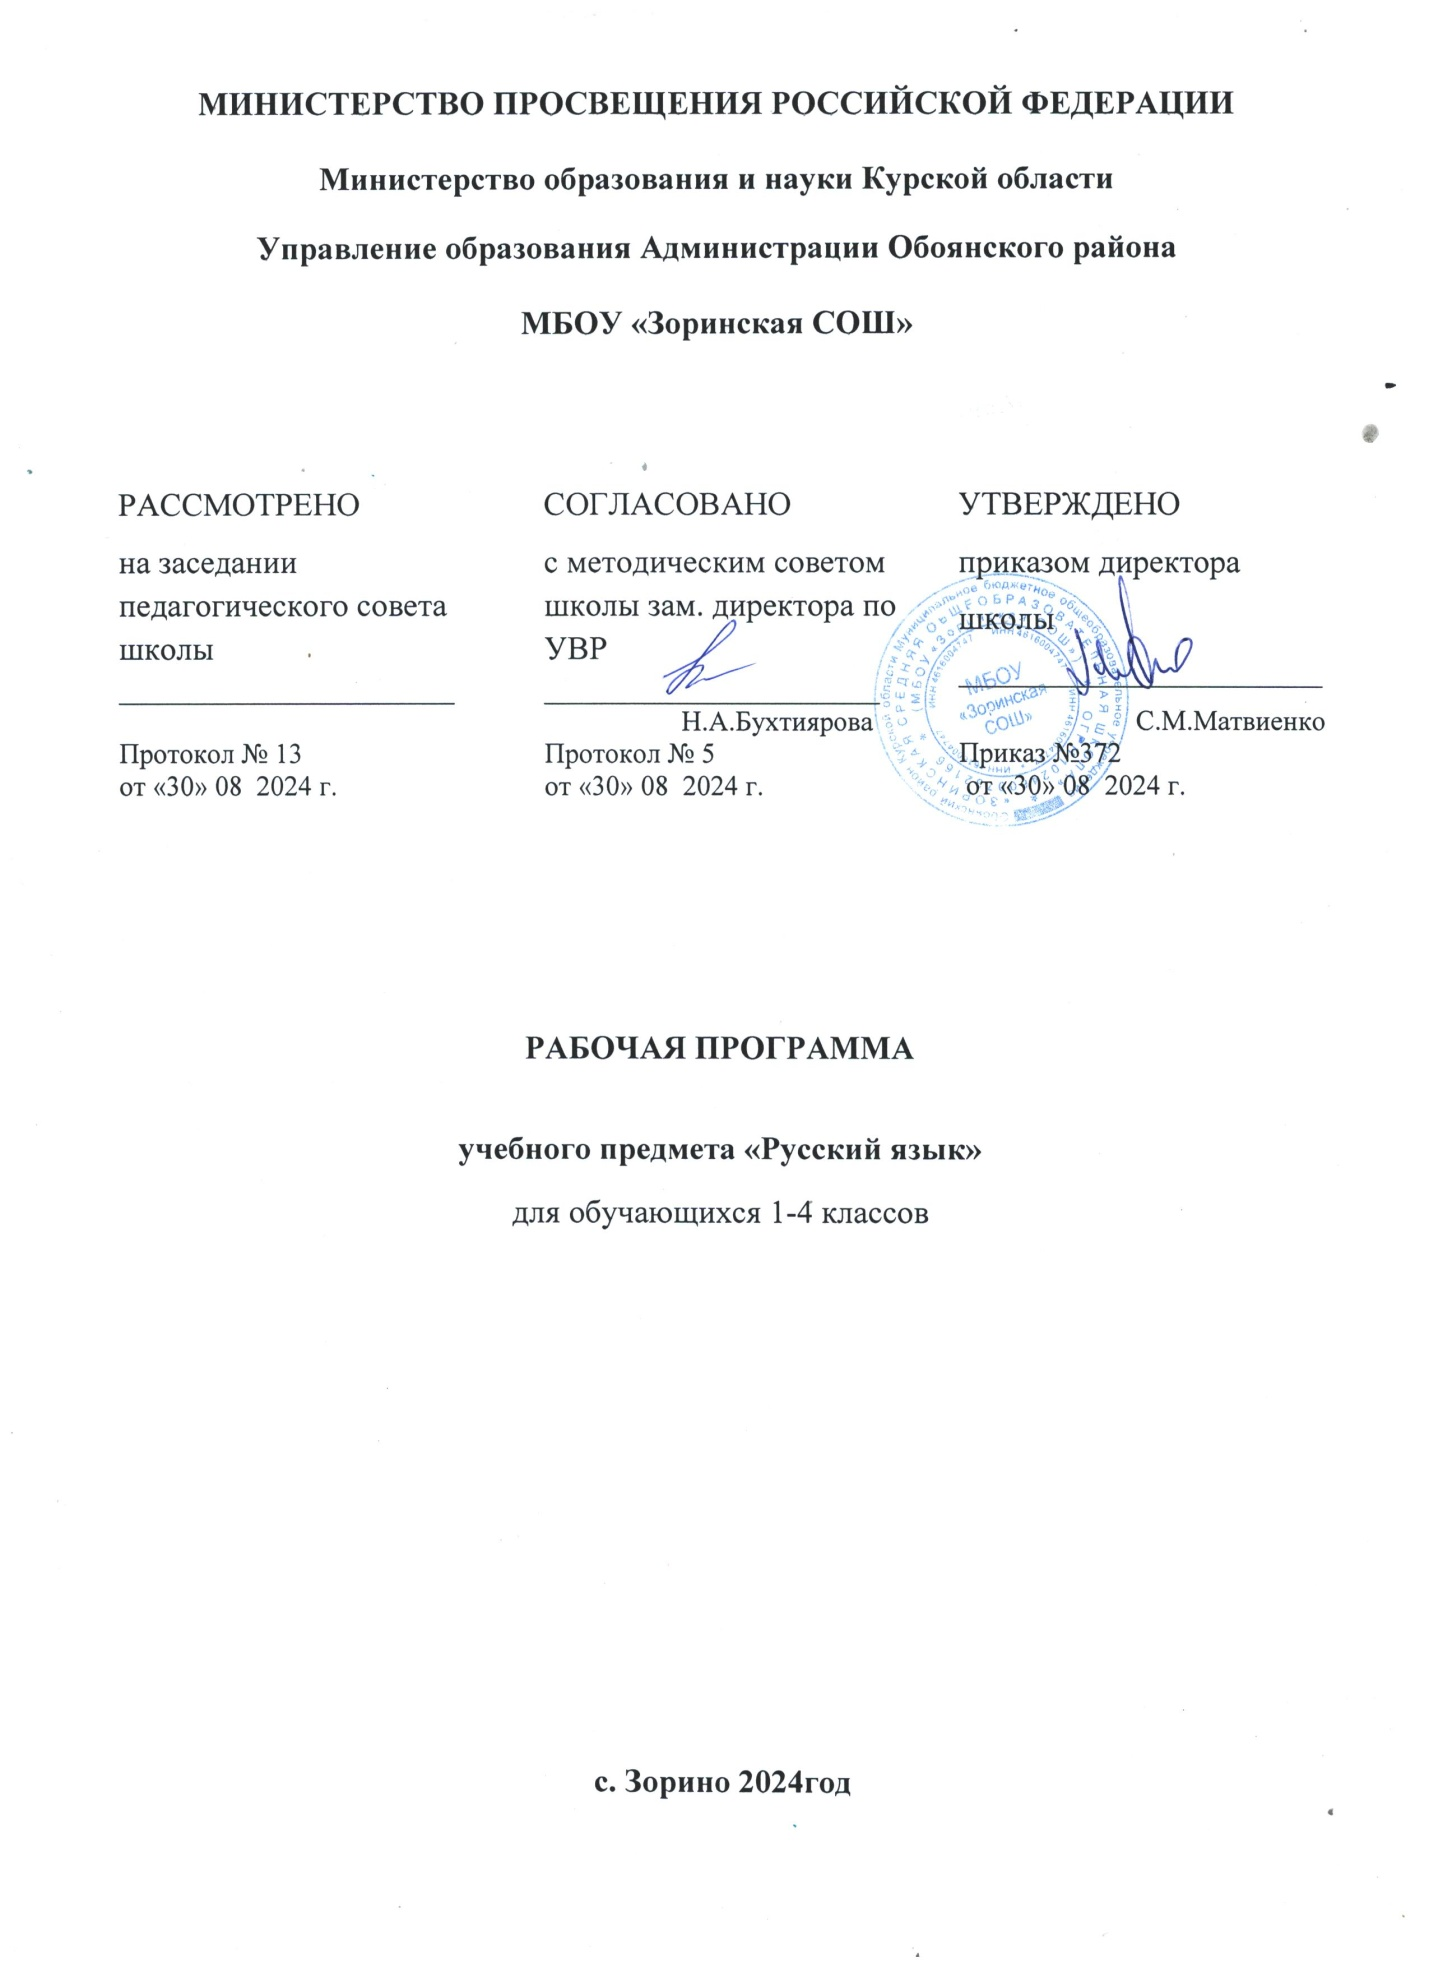 МИНИСТЕРСТВО ПРОСВЕЩЕНИЯ РОССИЙСКОЙ ФЕДЕРАЦИИ
Министерство образования и науки Курской области
Управление образования Администрации Обоянского района
МБОУ «Зоринская СОШ»
РАССМОТРЕНО
на заседании
педагогического совета
школы
Протокол № 13
от «30» 08 2024 г.
СОГЛАСОВАНО
с методическим советом
школы зам. директора по
УВР
Н.А.Бухтиярова
Протокол № 5
от «30» 08 2024 г.
УТВЕРЖДЕНО
приказом директора
школы
С.М.Матвиенко
Приказ №372
от «30» 08 2024 г.
МБОУ
«Зоринская
СОШ»
РАБОЧАЯ ПРОГРАММА
учебного предмета «Русский язык»
для обучающихся 1-4 классов
с. Зорино 2024год